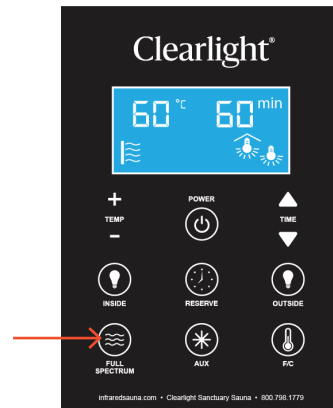 Clearlight®
60 °C 60 min
+
TEMP
-
POWER
TIME
INSIDE
RESERVE
OUTSIDE
FULL
SPECTRUM
AUX
F/C
infraredsauna.com • Clearlight Sanctuary Sauna • 800.798.1779